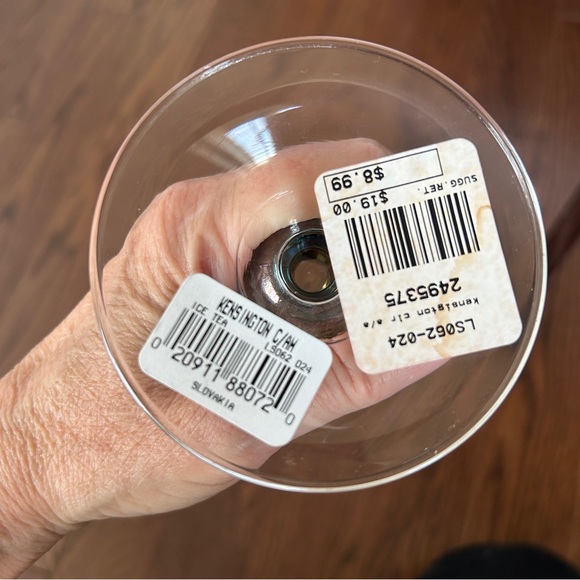 KENSINGTON C/AM
ICE TEA LS062 024
0 20911 88072 0
SLOVAKIA
LS062-024
Kensigton clr a/a
2495375
SUGG.RET. $19.00
$8.99